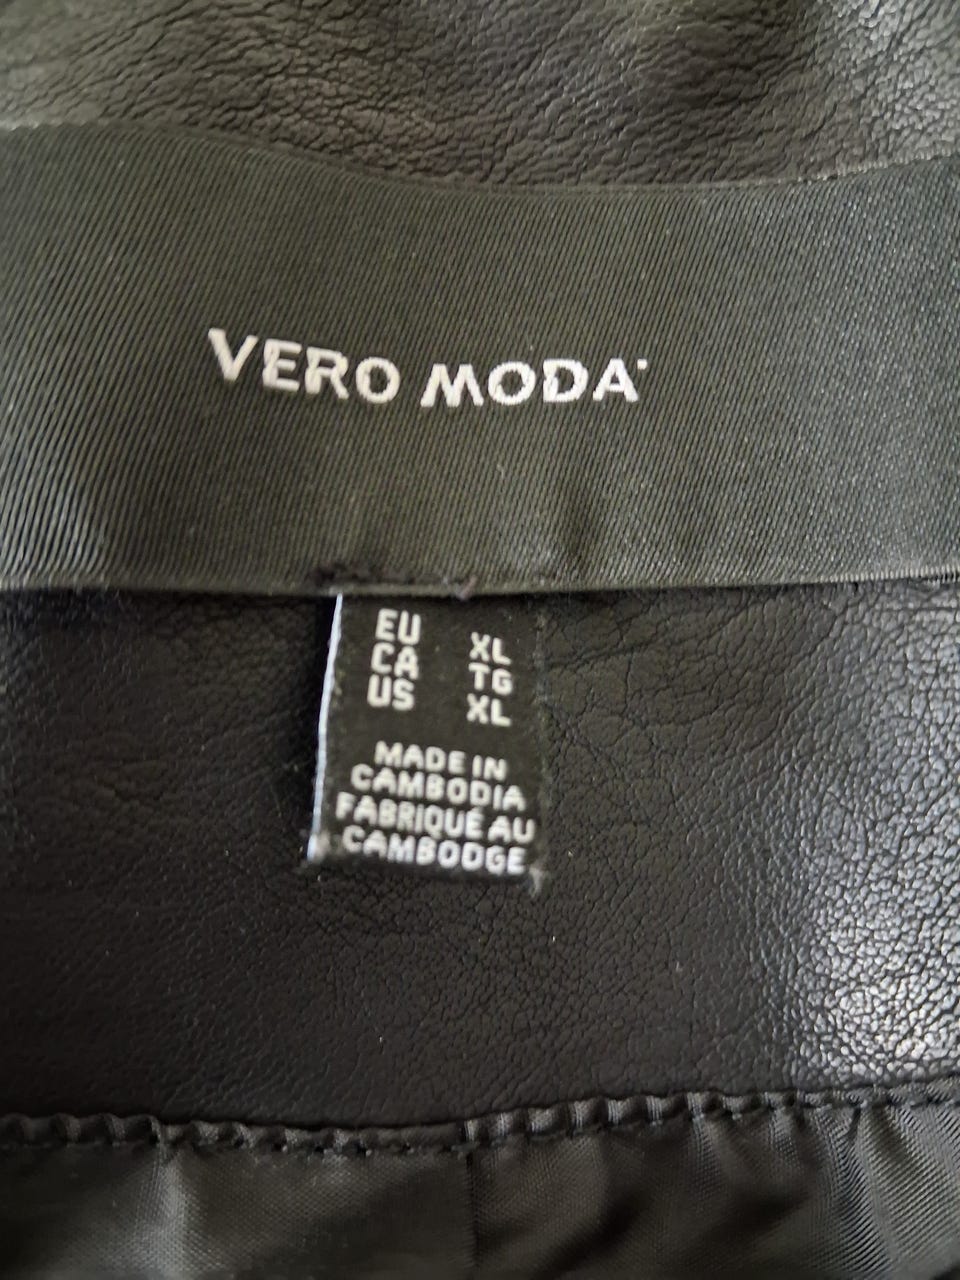 VERO MODA
EU XL
CA TG
US XL
MADE IN
CAMBODIA
FABRIQUÉ AU
CAMBODGE